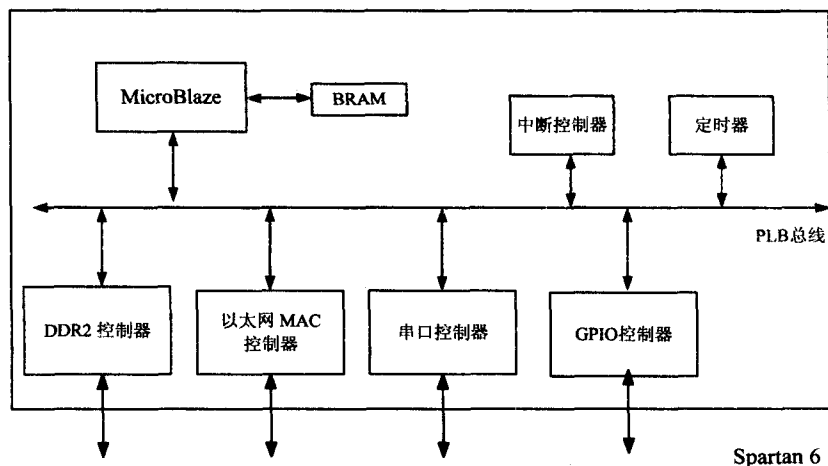 MicroBlaze
BRAM
中断控制器
定时器
PLB总线
DDR2 控制器
以太网 MAC
控制器
串口控制器
GPIO控制器
Spartan 6